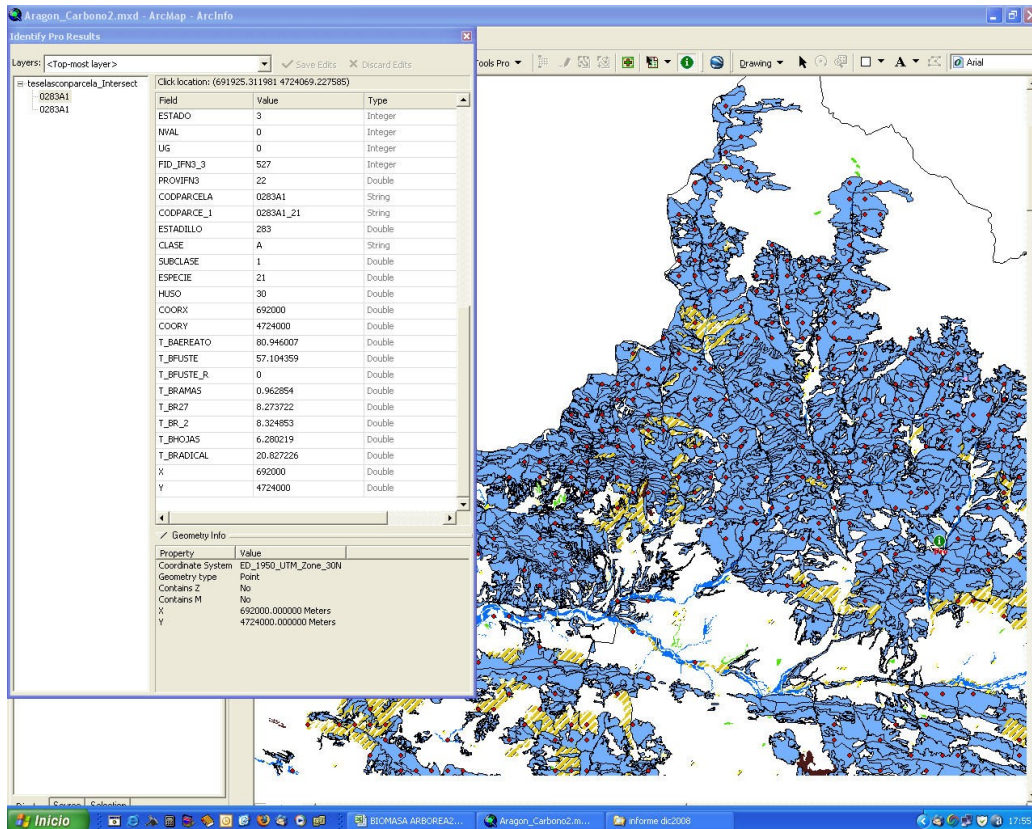 Aragon_Carbono2.mxd - ArcMap - ArcInfo
Identify Pro Results
Layers: <Top-most layer> Save Edits Discard Edits
ools Pro Drawing A Arial
teselasconparcela_Intersect
0283A1
0283A1
Click location: (691925.311981 4724069.227585)
Field Value Type
ESTADO 3 Integer
NVAL 0 Integer
UG 0 Integer
FID_IFN3_3 527 Integer
PROVIFN3 22 Double
CODPARCELA 0283A1 String
CODPARCE_1 0283A1_21 String
ESTADILLO 283 Double
CLASE A String
SUBCLASE 1 Double
ESPECIE 21 Double
HUSO 30 Double
COORX 692000 Double
COORY 4724000 Double
T_BAEREATO 80.946007 Double
T_BFUSTE 57.104359 Double
T_BFUSTE_R 0 Double
T_BRAMAS 0.962854 Double
T_BR27 8.273722 Double
T_BR_2 8.324853 Double
T_BHOJAS 6.280219 Double
T_BRADICAL 20.827226 Double
X 692000 Double
Y 4724000 Double
Geometry Info
Property Value
Coordinate System ED_1950_UTM_Zone_30N
Geometry type Point
Contains Z No
Contains M No
X 692000.000000 Meters
Y 4724000.000000 Meters
Source Selection
Inicio BIOMASA ARBOREA2... Aragon_Carbono2.m... informe dic2008 17:55